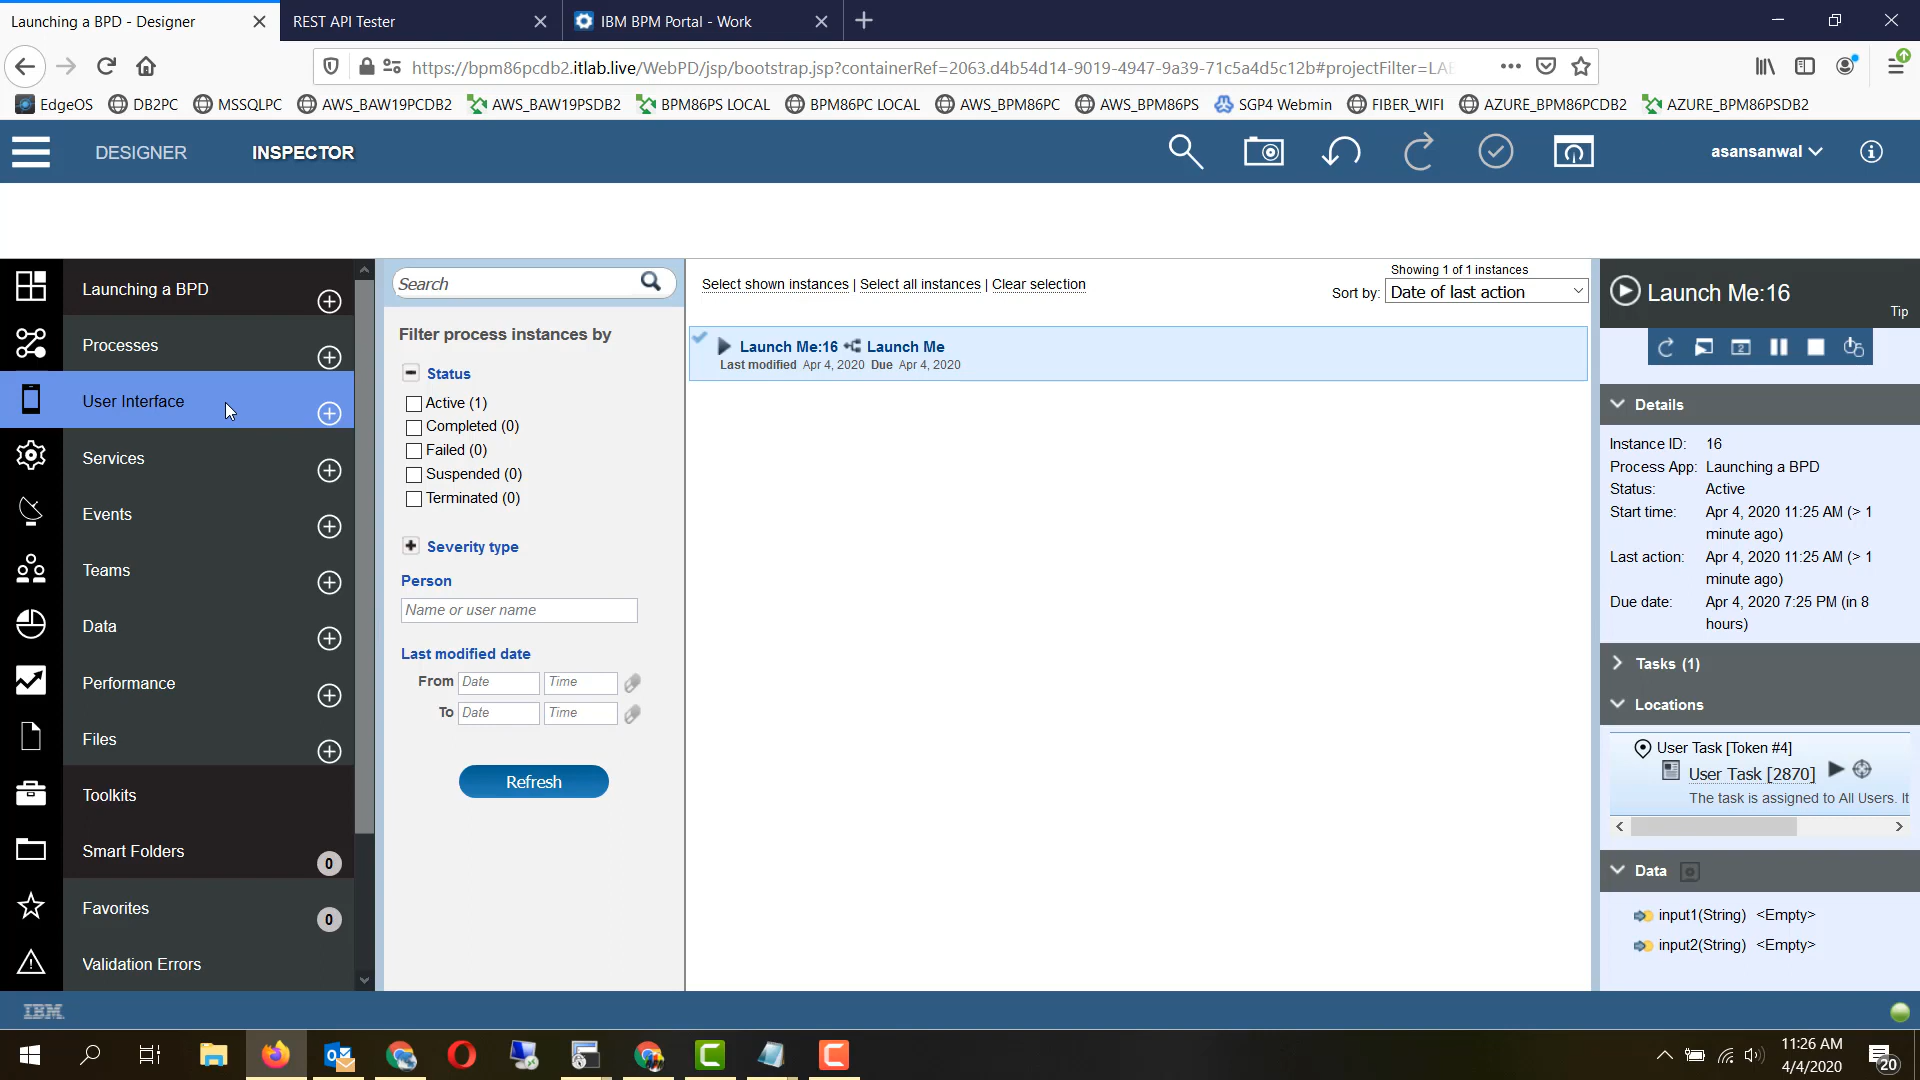 Launching a BPD - Designer
REST API Tester
IBM BPM Portal - Work
https://bpm86pcdb2.itlab.live/WebPD/jsp/bootstrap.jsp?containerRef=2063.d4b54d14-9019-4947-9a39-71c5a4d5c12b#projectFilter=LAB
EdgeOS
DB2PC
MSSQLPC
AWS_BAW19PCDB2
AWS_BAW19PSDB2
BPM86PS LOCAL
BPM86PC LOCAL
AWS_BPM86PC
AWS_BPM86PS
SGP4 Webmin
FIBER_WIFI
AZURE_BPM86PCDB2
AZURE_BPM86PSDB2
DESIGNER
INSPECTOR
asansanwal
Launching a BPD
Processes
User Interface
Services
Events
Teams
Data
Performance
Files
Toolkits
Smart Folders
0
Favorites
0
Validation Errors
Search
Filter process instances by
Status
Active (1)
Completed (0)
Failed (0)
Suspended (0)
Terminated (0)
Severity type
Person
Name or user name
Last modified date
From Date Time
To Date Time
Refresh
Select shown instances | Select all instances | Clear selection
Showing 1 of 1 instances
Sort by: Date of last action
Launch Me:16 Launch Me
Last modified Apr 4, 2020 Due Apr 4, 2020
Launch Me:16
Tip
2
Details
Instance ID: 16
Process App: Launching a BPD
Status: Active
Start time: Apr 4, 2020 11:25 AM (> 1
minute ago)
Last action: Apr 4, 2020 11:25 AM (> 1
minute ago)
Due date: Apr 4, 2020 7:25 PM (in 8
hours)
Tasks (1)
Locations
User Task [Token #4]
User Task [2870]
The task is assigned to All Users. It
Data
input1(String) <Empty>
input2(String) <Empty>
IBM
11:26 AM
4/4/2020
20